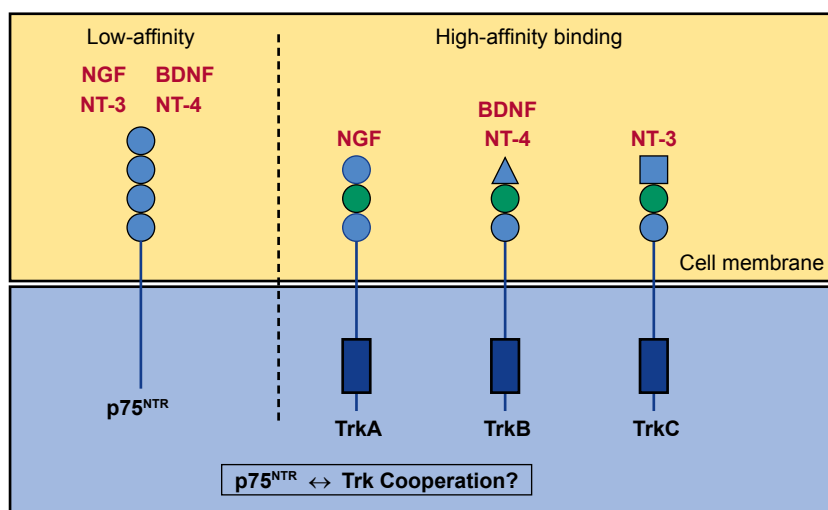 Low-affinity
High-affinity binding
NGF BDNF
NT-3 NT-4
NGF
BDNF
NT-4
NT-3
Cell membrane
p75NTR
TrkA
TrkB
TrkC
p75NTR ↔ Trk Cooperation?